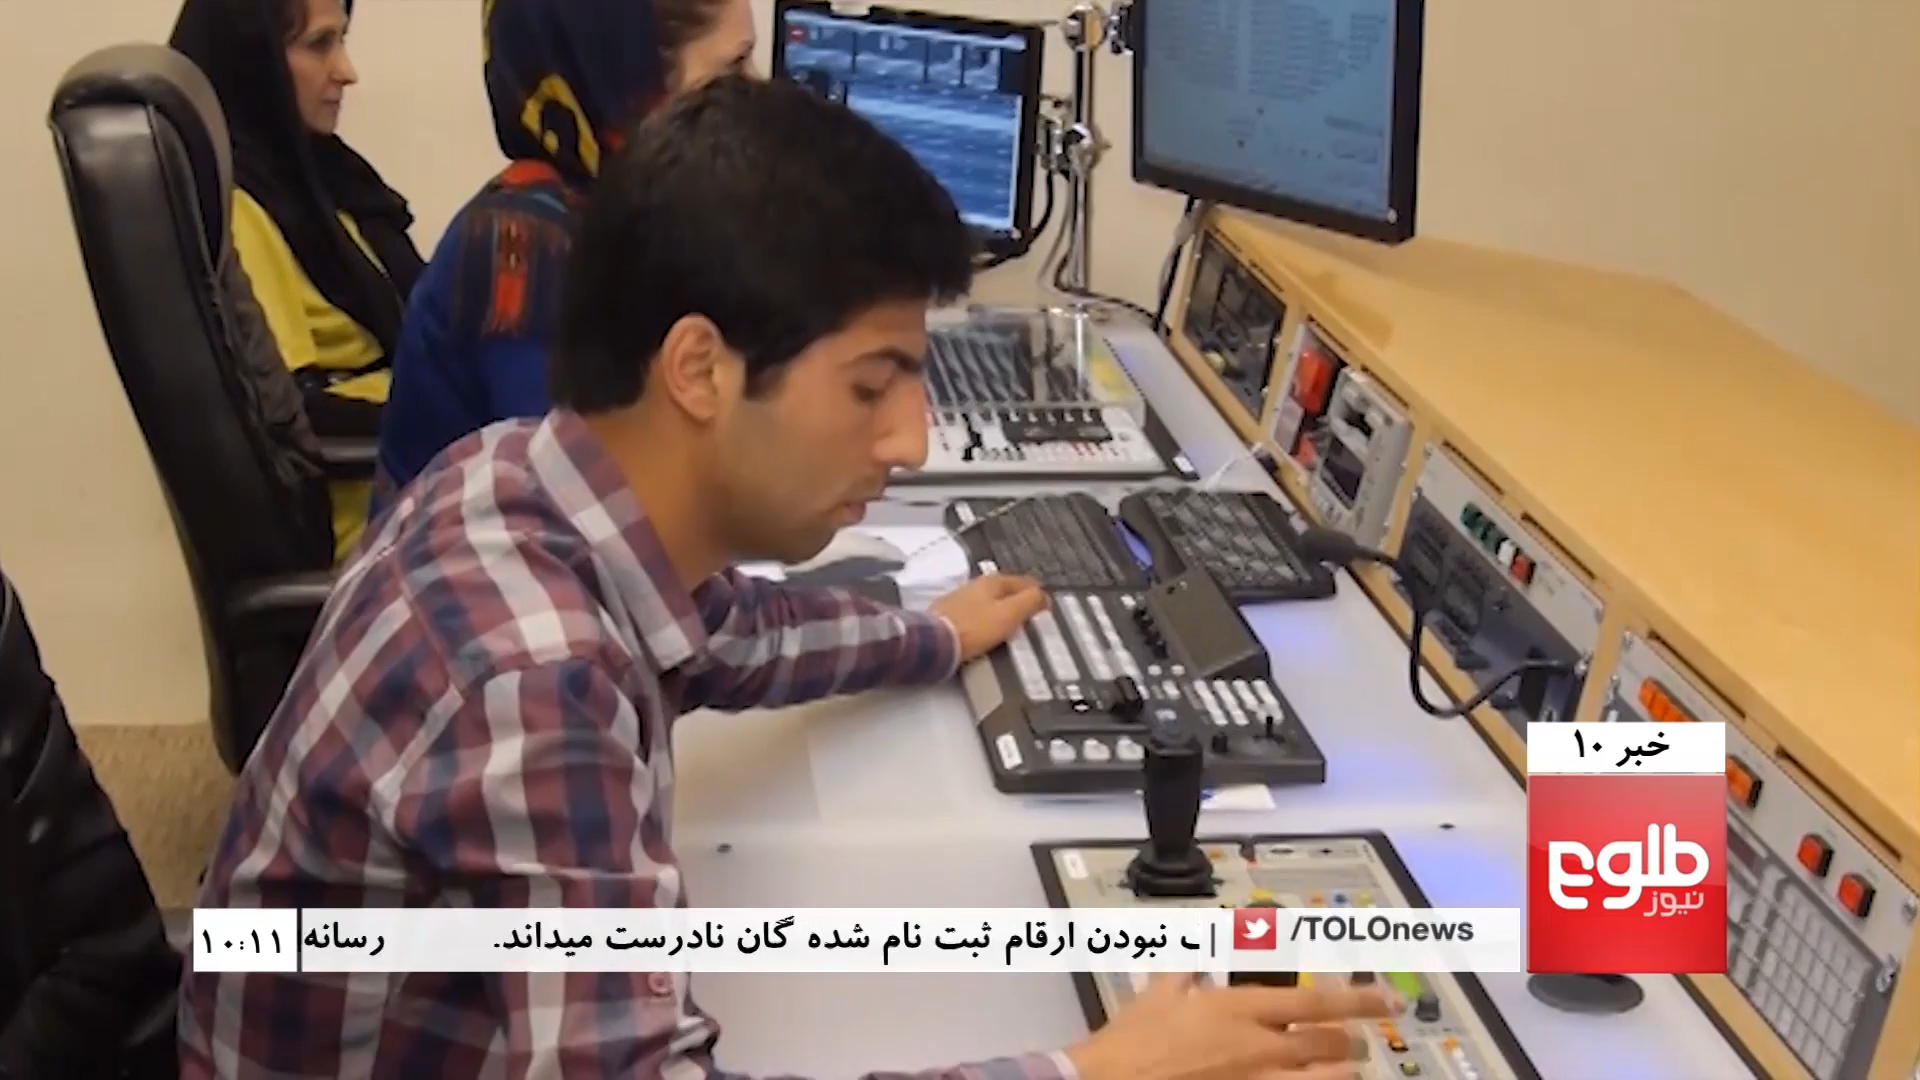 خبر ۱۰
طلوع
نیوز
۱۰:۱۱
نبودن ارقام ثبت نام شده گان نادرست میداند. رسانه
/TOLOnews